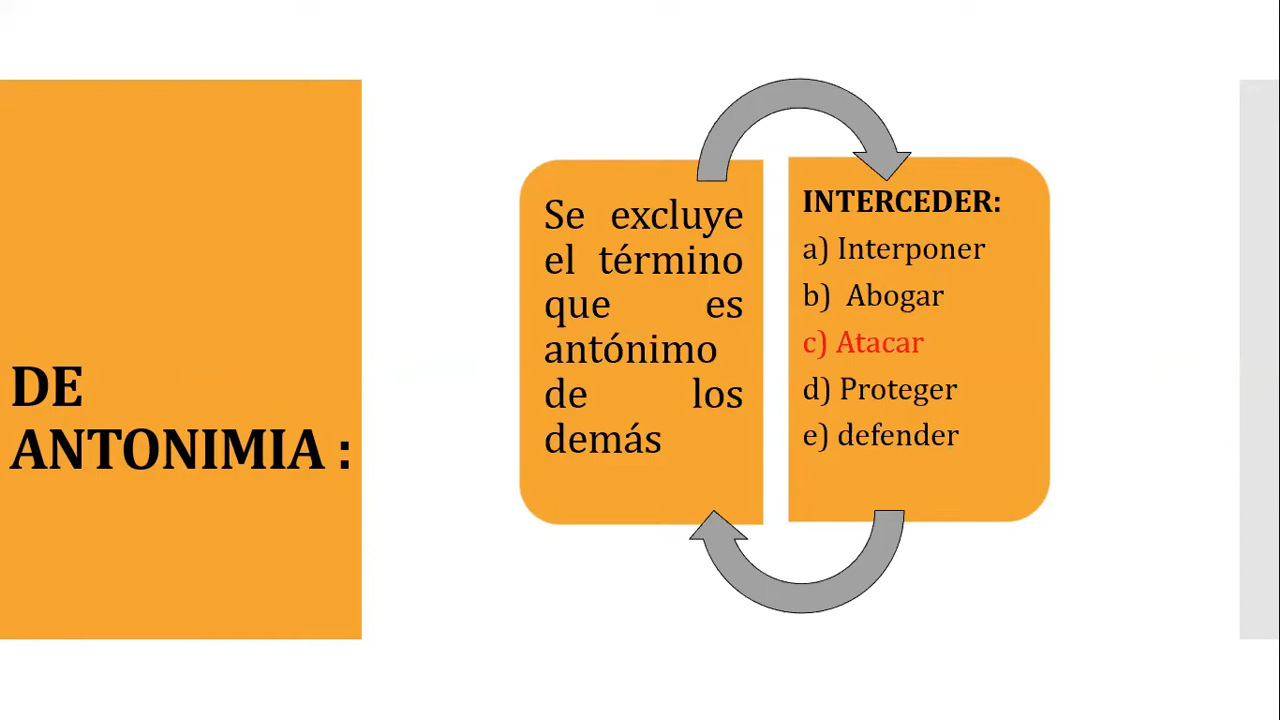 DE
ANTONIMIA :
Se excluye
el término
que es
antónimo
de los
demás
INTERCEDER:
a) Interponer
b) Abogar
c) Atacar
d) Proteger
e) defender